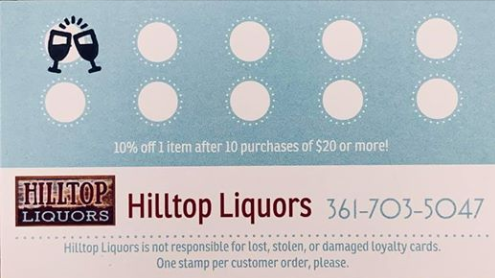 10% off 1 item after 10 purchases of $20 or more!
HILLTOP
LIQUORS
Hilltop Liquors 361-703-5047
Hilltop Liquors is not responsible for lost, stolen, or damaged loyalty cards.
One stamp per customer order, please.